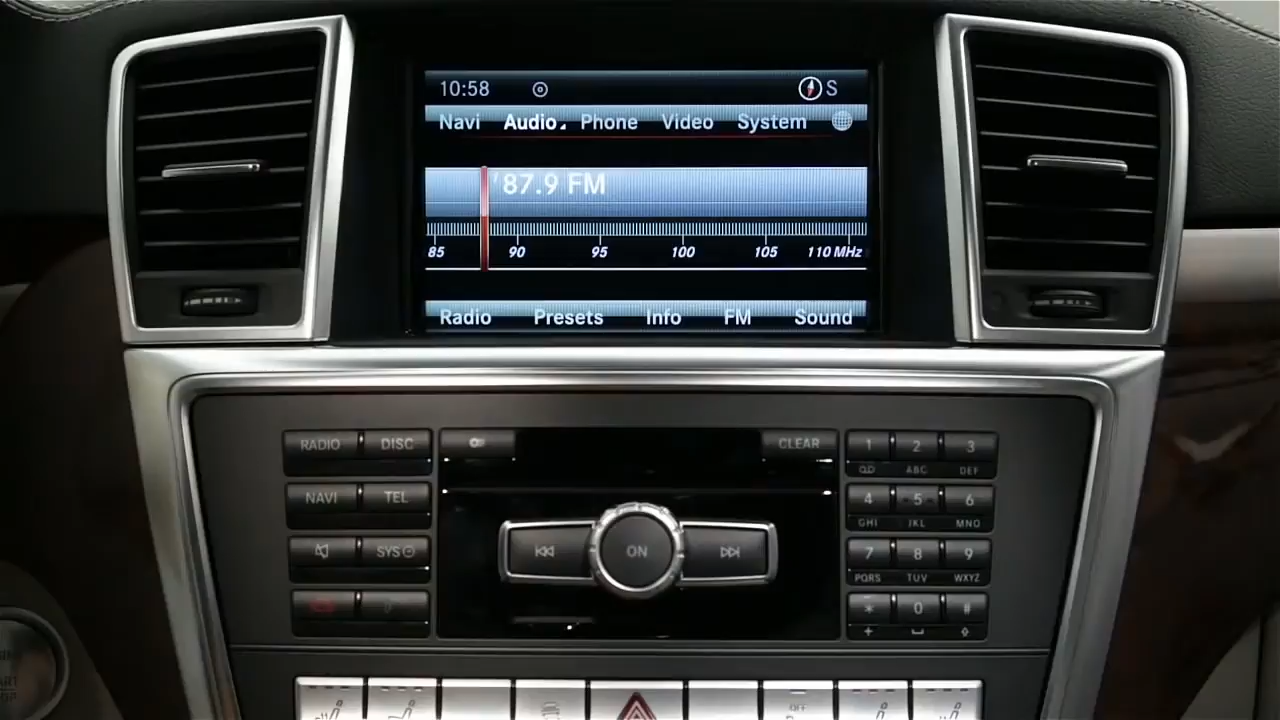 10:58 S
Navi Audio Phone Video System
87.9 FM
85 90 95 100 105 110 MHz
Radio Presets Info FM Sound
RADIO DISC CLEAR 1 2 3
ABC DEF
NAVI TEL 4 5 6
GHI JKL MNO
SYS ON 7 8 9
PQRS TUV WXYZ
* 0 #
+
OFF